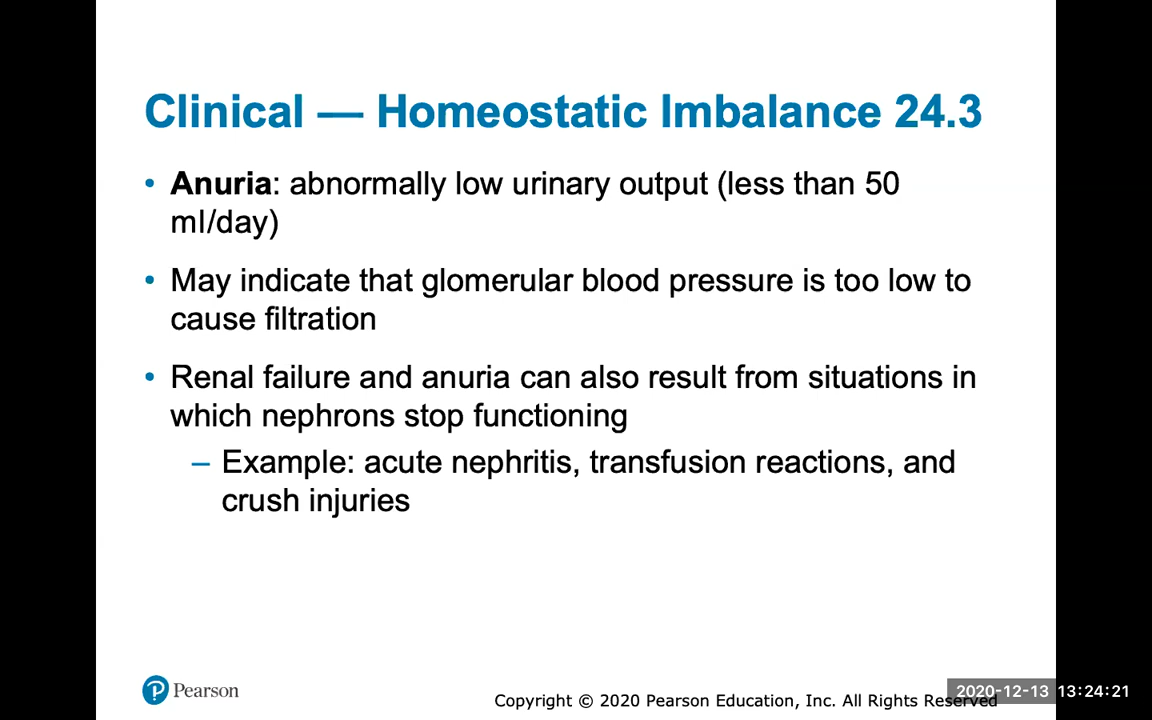 Clinical — Homeostatic Imbalance 24.3
• Anuria: abnormally low urinary output (less than 50
ml/day)
• May indicate that glomerular blood pressure is too low to
cause filtration
• Renal failure and anuria can also result from situations in
which nephrons stop functioning
– Example: acute nephritis, transfusion reactions, and
crush injuries
Pearson
Copyright © 2020 Pearson Education, Inc. All Rights Reserved
2020-12-13 13:24:21